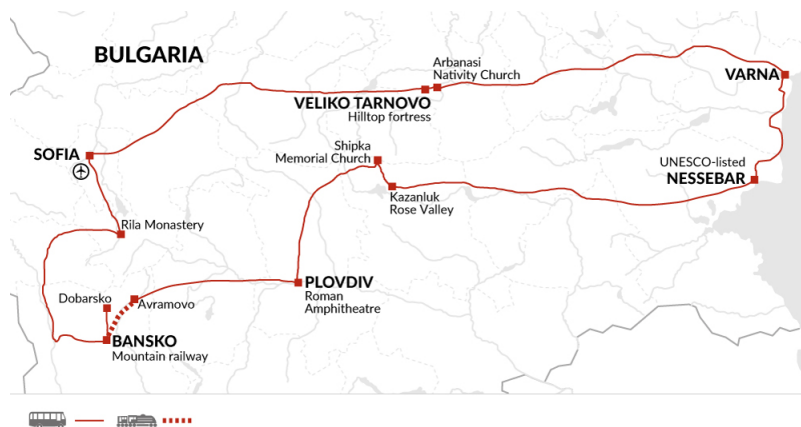 BULGARIA
Arbanasi
Nativity Church
VARNA
VELIKO TARNOVO
Hilltop fortress
SOFIA
Shipka
Memorial Church
UNESCO-listed
NESSEBAR
Kazanluk
Rose Valley
Rila Monastery
PLOVDIV
Roman
Amphitheatre
Dobarsko
Avramovo
BANSKO
Mountain railway